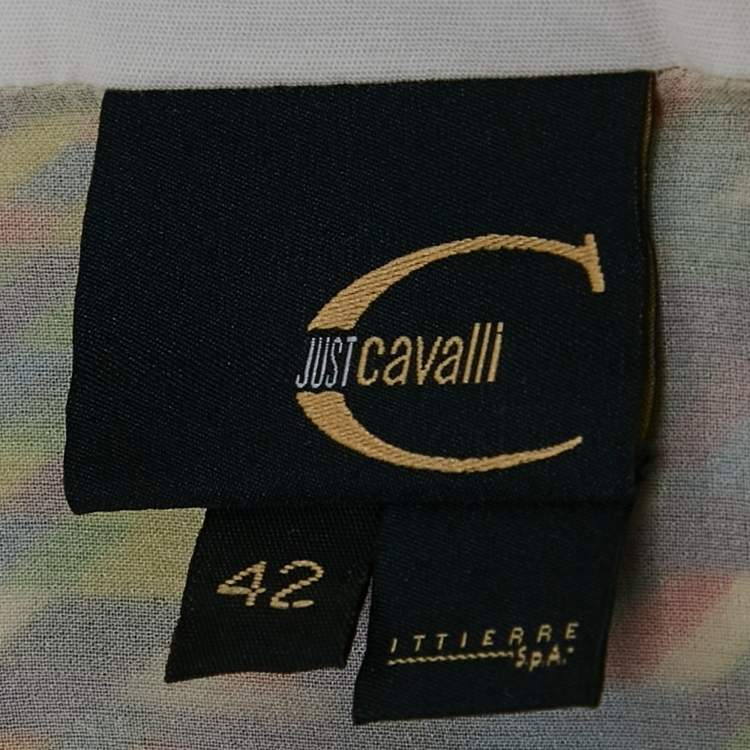 JUST cavalli
42
ITTIERRE
S.p.A.